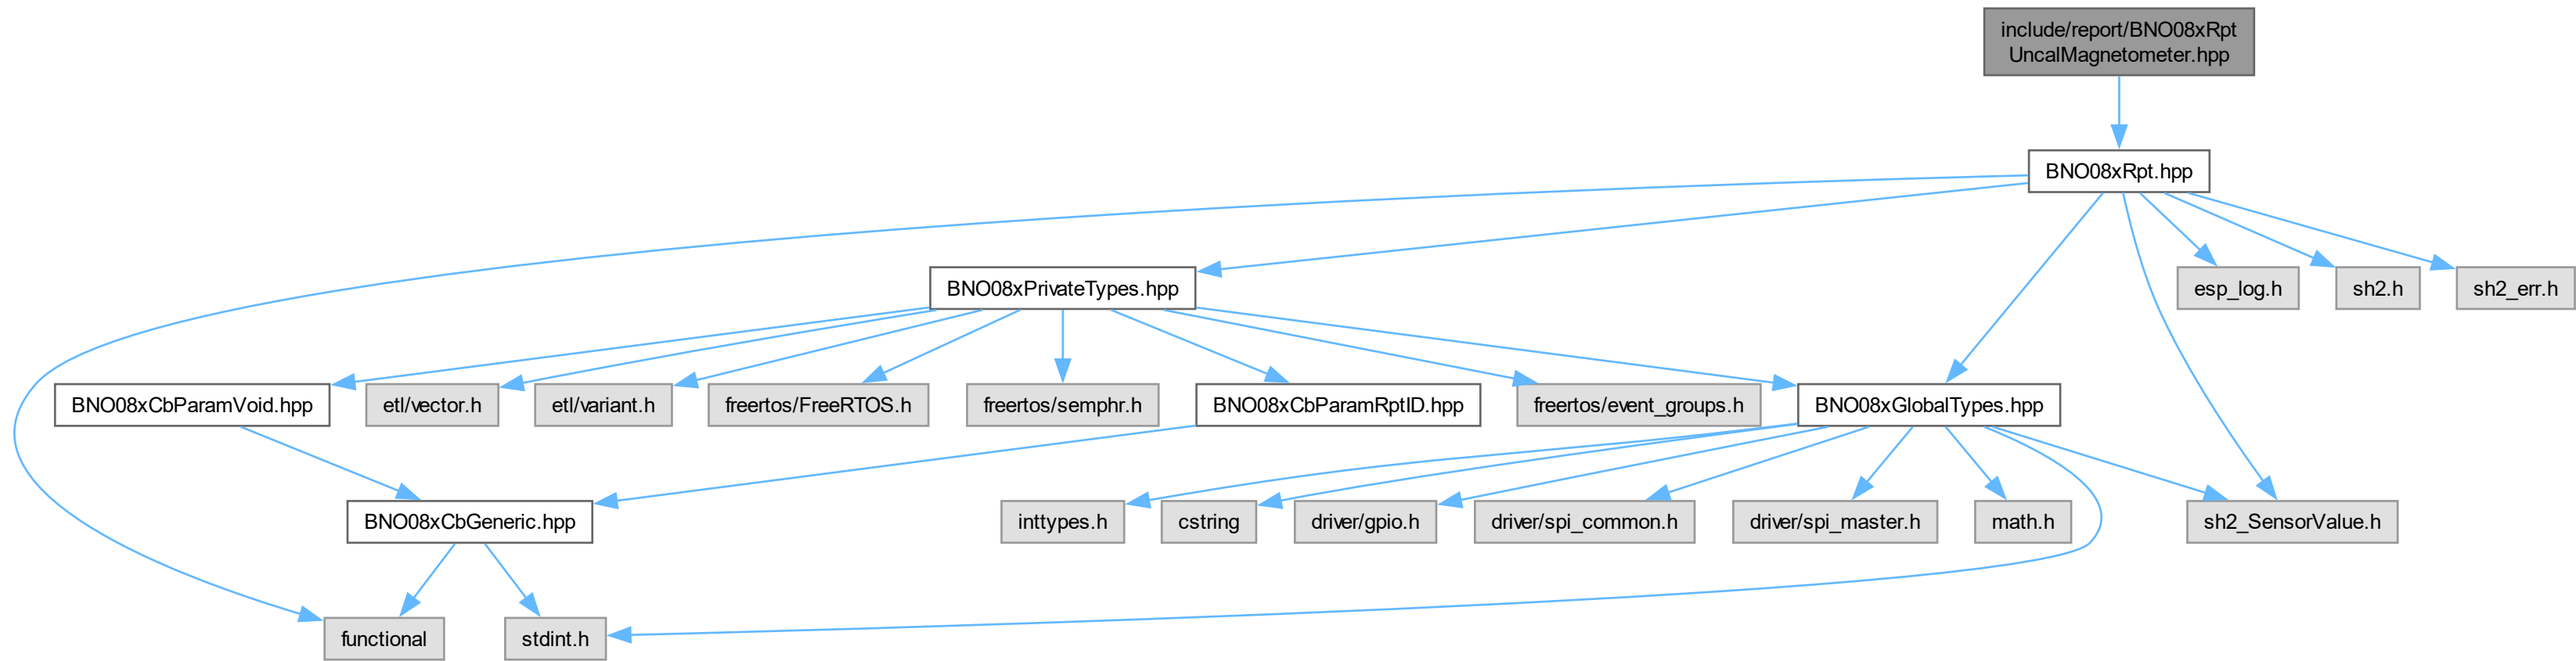 include/report/BNO08xRpt
UncalMagnetometer.hpp
BNO08xRpt.hpp
BNO08xPrivateTypes.hpp
esp_log.h
sh2.h
sh2_err.h
BNO08xCbParamVoid.hpp
etl/vector.h
etl/variant.h
freertos/FreeRTOS.h
freertos/semphr.h
BNO08xCbParamRptID.hpp
freertos/event_groups.h
BNO08xGlobalTypes.hpp
BNO08xCbGeneric.hpp
inttypes.h
cstring
driver/gpio.h
driver/spi_common.h
driver/spi_master.h
math.h
sh2_SensorValue.h
functional
stdint.h